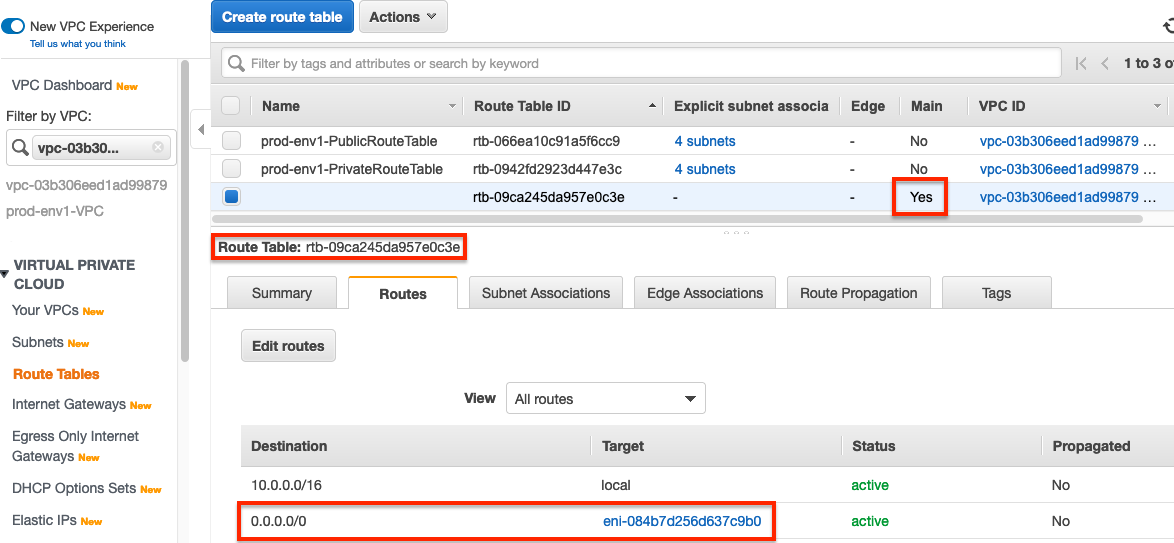 New VPC Experience
Tell us what you think
Create route table
Actions
Filter by tags and attributes or search by keyword
1 to 3 o
VPC Dashboard New
Filter by VPC:
vpc-03b30...
vpc-03b306eed1ad99879
prod-env1-VPC
Name Route Table ID Explicit subnet associa Edge Main VPC ID
prod-env1-PublicRouteTable rtb-066ea10c91a5f6cc9 4 subnets - No vpc-03b306eed1ad99879 ...
prod-env1-PrivateRouteTable rtb-0942fd2923d447e3c 4 subnets - No vpc-03b306eed1ad99879 ...
rtb-09ca245da957e0c3e - - Yes vpc-03b306eed1ad99879 ...
Route Table: rtb-09ca245da957e0c3e
VIRTUAL PRIVATE
CLOUD
Your VPCs New
Subnets New
Route Tables
Internet Gateways New
Egress Only Internet
Gateways New
DHCP Options Sets New
Elastic IPs New
Summary Routes Subnet Associations Edge Associations Route Propagation Tags
Edit routes
View All routes
Destination Target Status Propagated
10.0.0.0/16 local active No
0.0.0.0/0 eni-084b7d256d637c9b0 active No